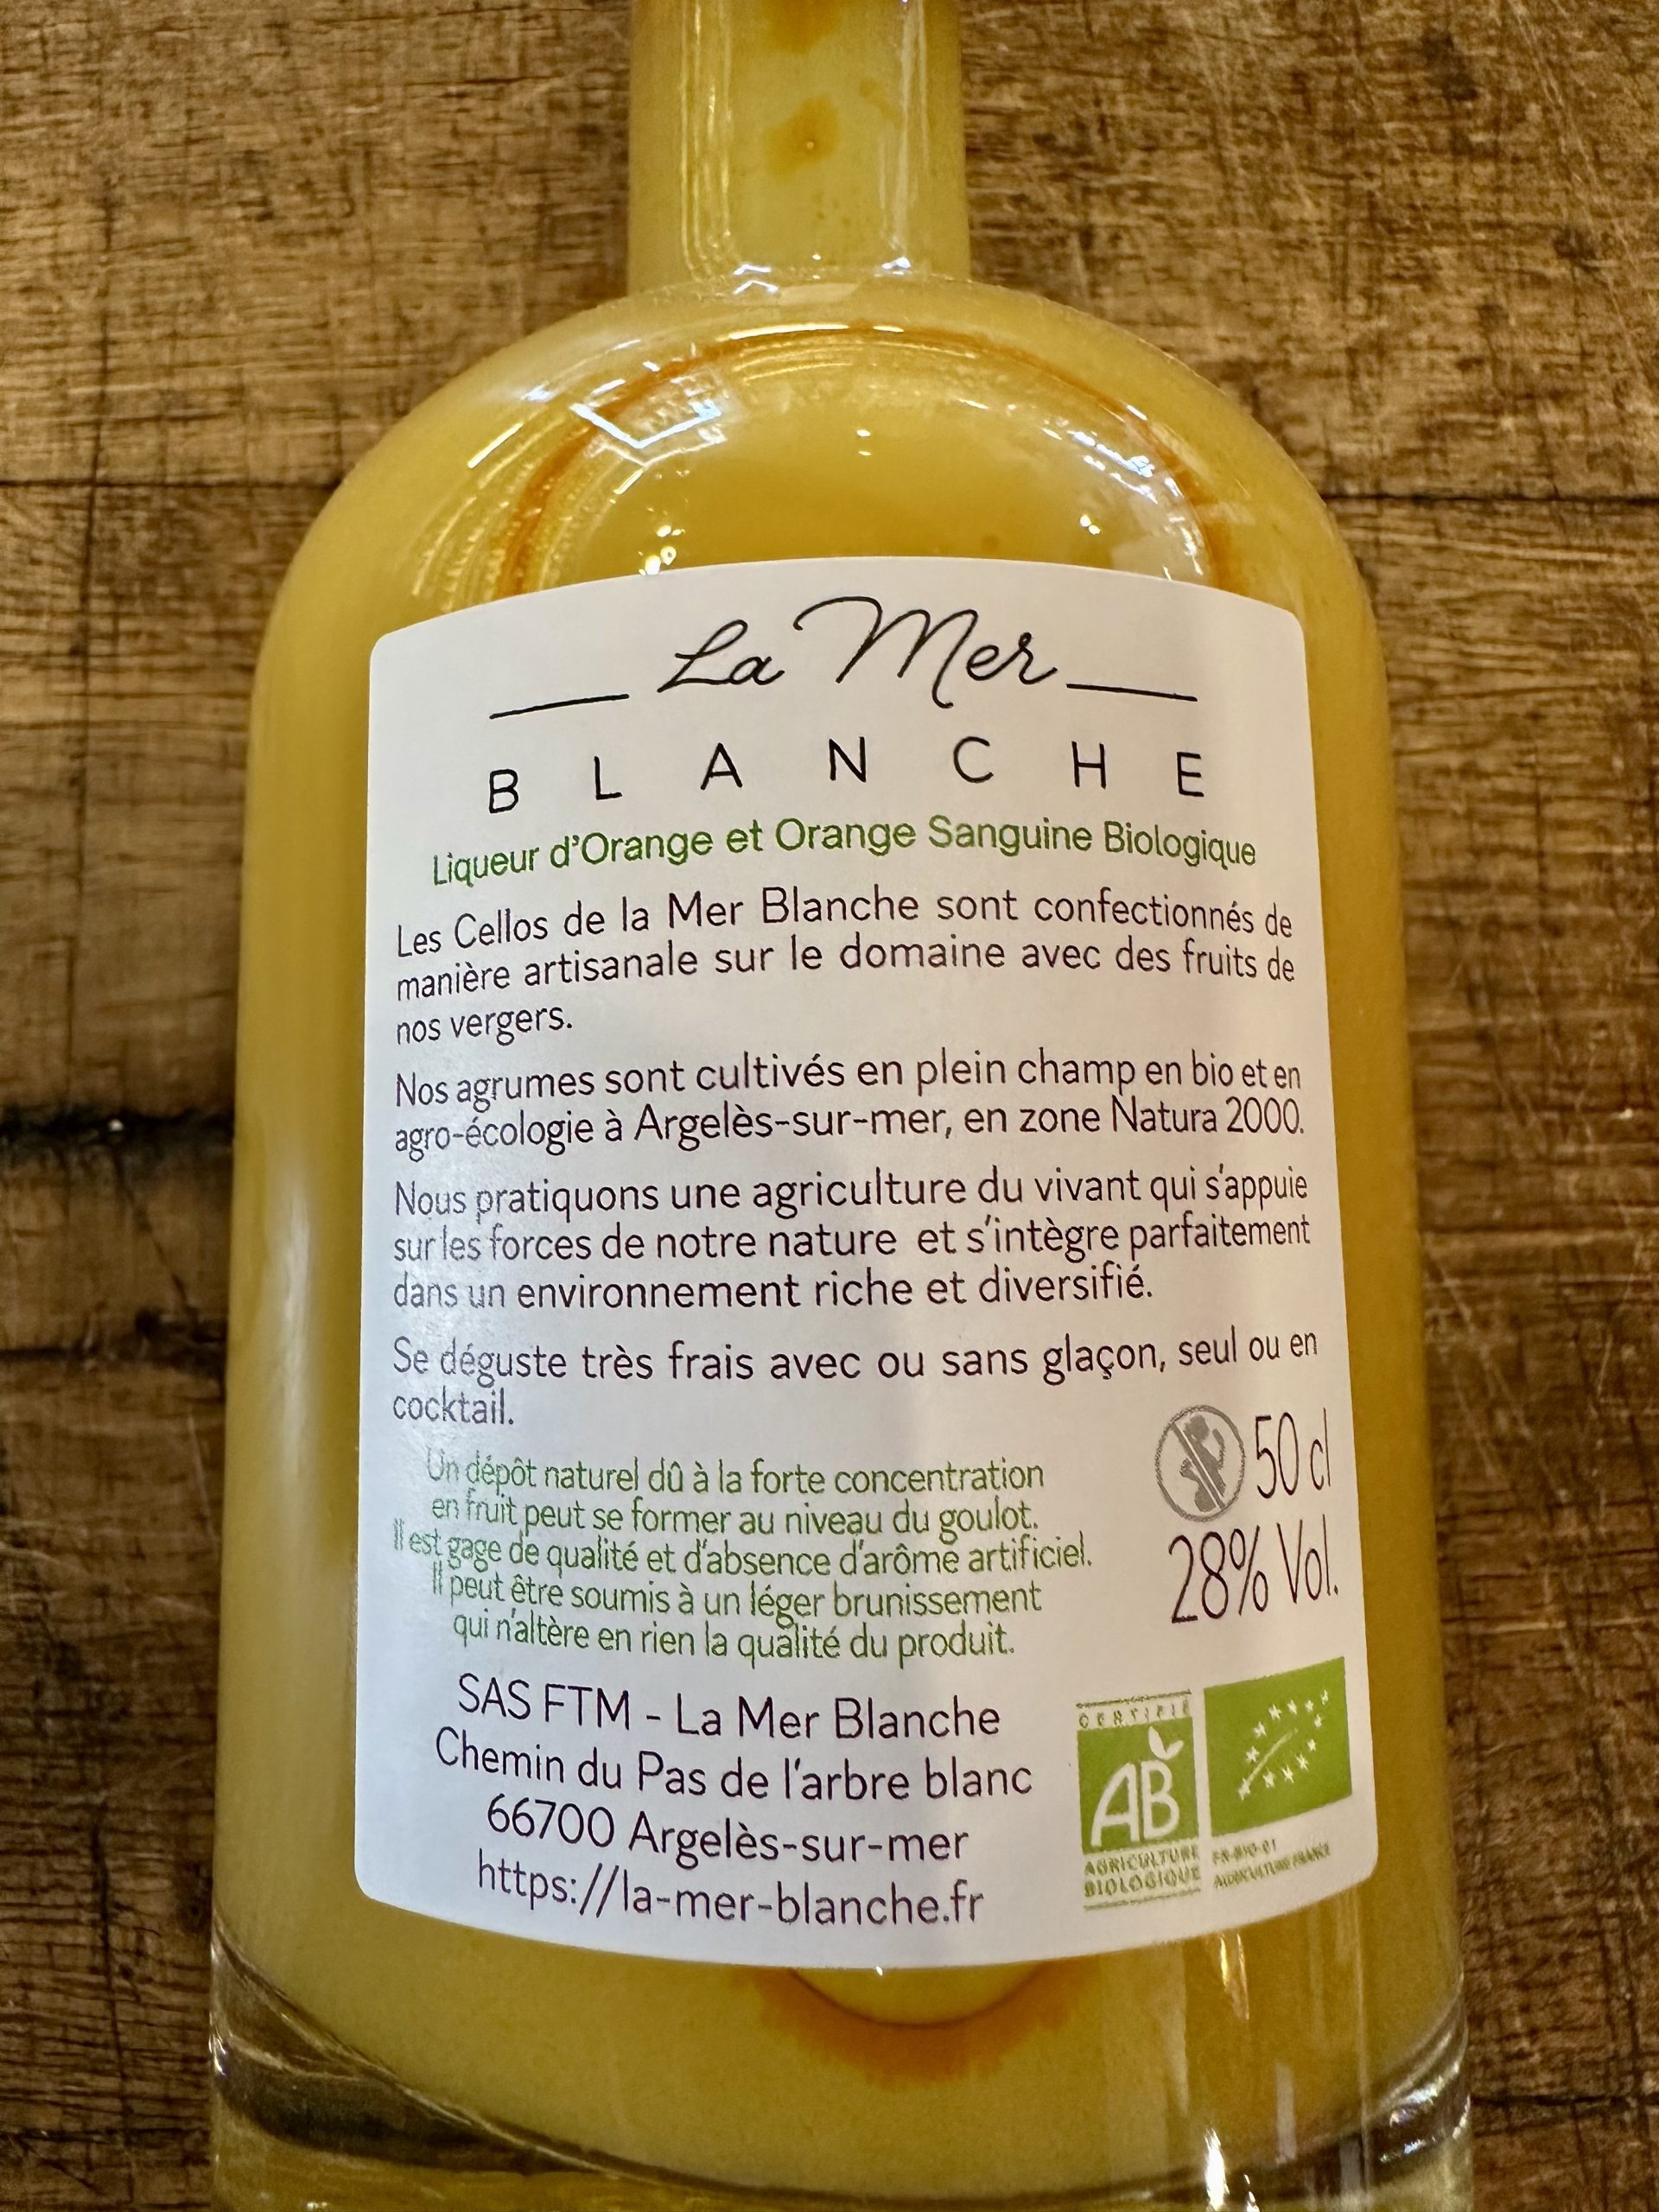 La Mer
BLANCHE
Liqueur d'Orange et Orange Sanguine Biologique
Les Cellos de la Mer Blanche sont confectionnés de
manière artisanale sur le domaine avec des fruits de
nos vergers.
Nos agrumes sont cultivés en plein champ en bio et en
agro-écologie à Argelès-sur-mer, en zone Natura 2000.
Nous pratiquons une agriculture du vivant qui s'appuie
sur les forces de notre nature et s'intègre parfaitement
dans un environnement riche et diversifié.
Se déguste très frais avec ou sans glaçon, seul ou en
cocktail.
50 cl
28% Vol.
Un dépôt naturel dû à la forte concentration
en fruit peut se former au niveau du goulot.
Il est gage de qualité et d'absence d'arôme artificiel.
Il peut être soumis à un léger brunissement
qui n'altère en rien la qualité du produit.
SAS FTM - La Mer Blanche
Chemin du Pas de l'arbre blanc
66700 Argelès-sur-mer
https://la-mer-blanche.fr
CERTIFIÉ
AB
AGRICULTURE
BIOLOGIQUE
FR-BIO-01
AGRICULTURE FRANCE